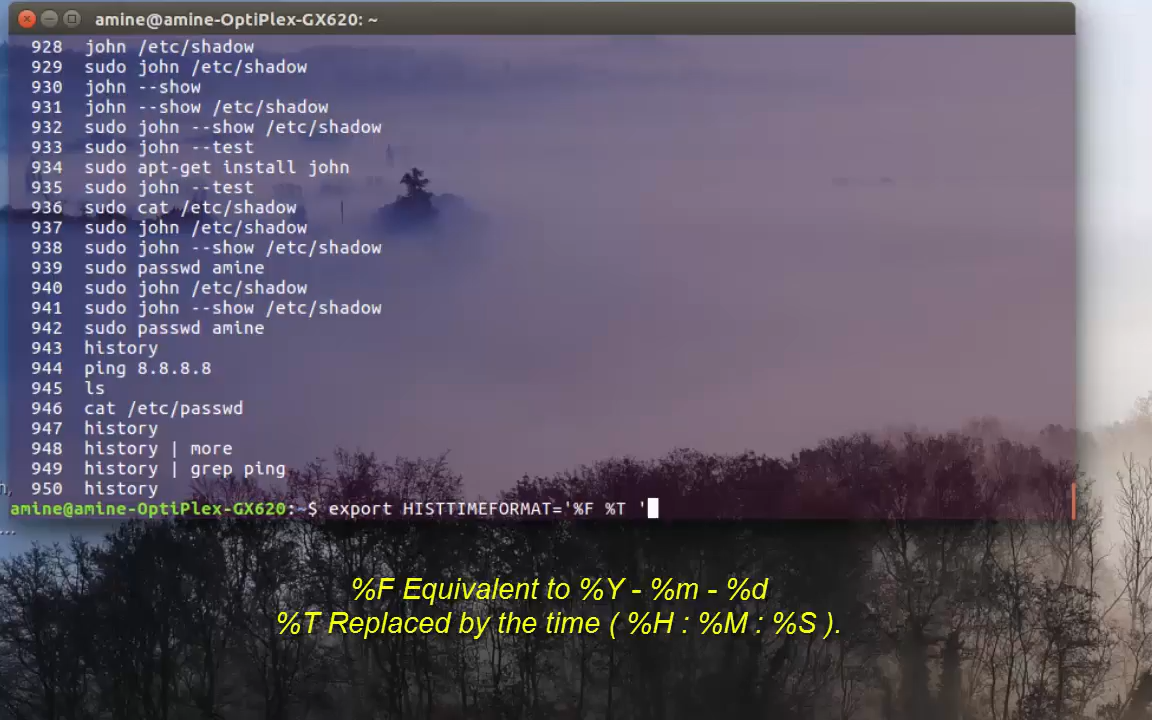 amine@amine-OptiPlex-GX620: ~
928 john /etc/shadow
929 sudo john /etc/shadow
930 john --show
931 john --show /etc/shadow
932 sudo john --show /etc/shadow
933 sudo john --test
934 sudo apt-get install john
935 sudo john --test
936 sudo cat /etc/shadow
937 sudo john /etc/shadow
938 sudo john --show /etc/shadow
939 sudo passwd amine
940 sudo john /etc/shadow
941 sudo john --show /etc/shadow
942 sudo passwd amine
943 history
944 ping 8.8.8.8
945 ls
946 cat /etc/passwd
947 history
948 history | more
949 history | grep ping
950 history
amine@amine-OptiPlex-GX620:~$ export HISTTIMEFORMAT='%F %T '
%F Equivalent to %Y - %m - %d
%T Replaced by the time ( %H : %M : %S ).